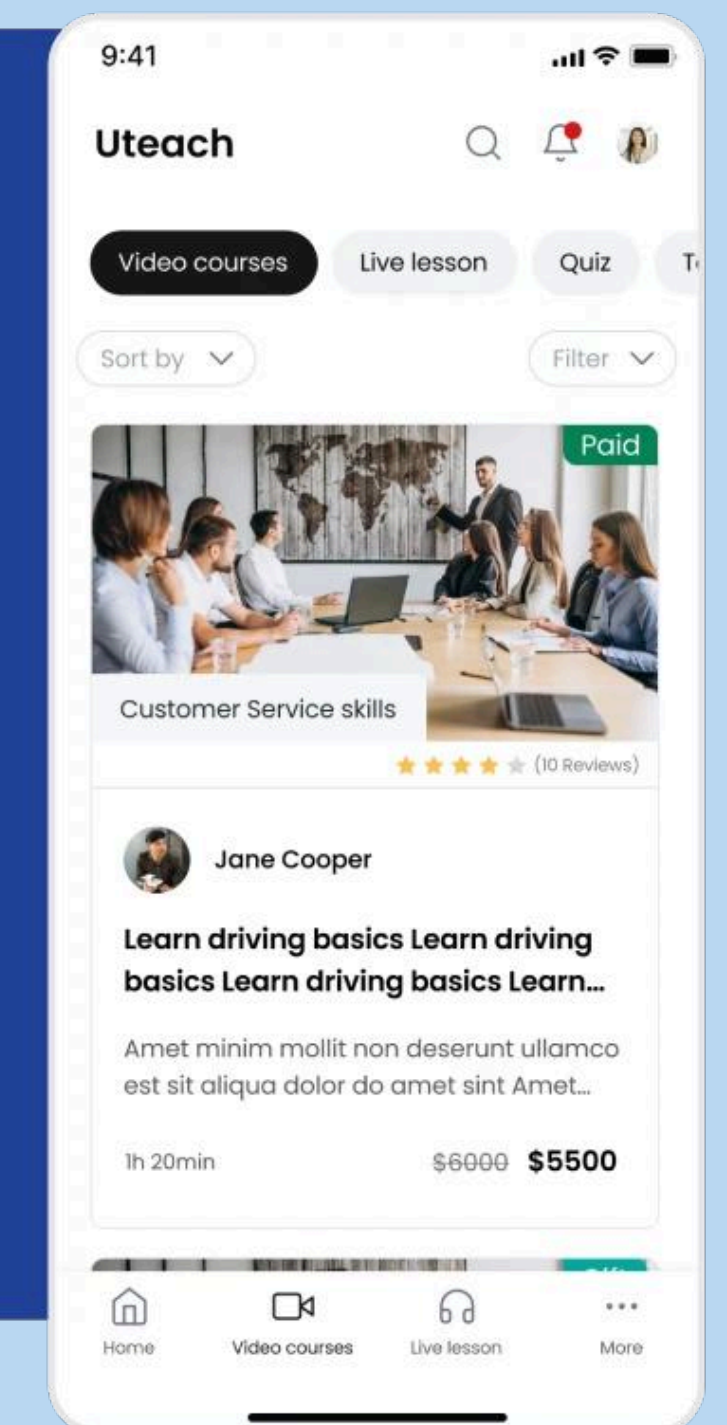 9:41
Uteach
Video courses Live lesson Quiz
Sort by Filter
Paid
Customer Service skills
(10 Reviews)
Jane Cooper
Learn driving basics Learn driving
basics Learn driving basics Learn...
Amet minim mollit non deserunt ullamco
est sit aliqua dolor do amet sint Amet...
1h 20min $6000 $5500
Home Video courses Live lesson More